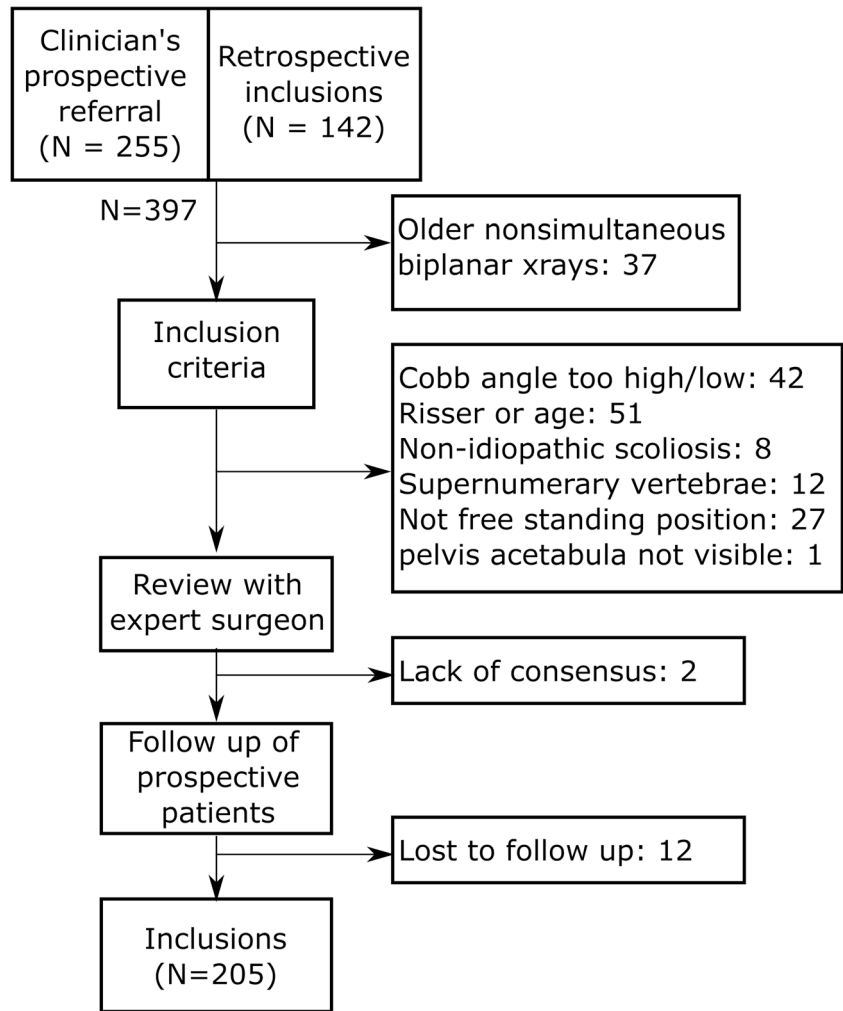 Clinician's
prospective
referral
(N = 255)
Retrospective
inclusions
(N = 142)
N=397
Older nonsimultaneous
biplanar xrays: 37
Inclusion
criteria
Cobb angle too high/low: 42
Risser or age: 51
Non-idiopathic scoliosis: 8
Supernumerary vertebrae: 12
Not free standing position: 27
pelvis acetabula not visible: 1
Review with
expert surgeon
Lack of consensus: 2
Follow up of
prospective
patients
Lost to follow up: 12
Inclusions
(N=205)